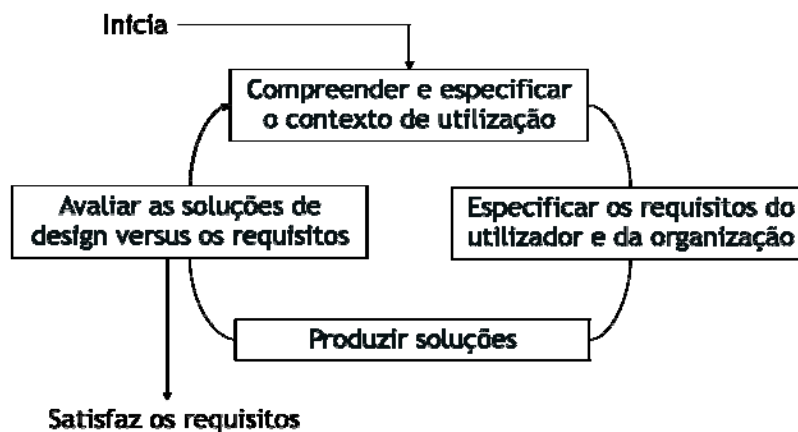 Inicia
Compreender e especificar
o contexto de utilização
Avaliar as soluções de
design versus os requisitos
Especificar os requisitos do
utilizador e da organização
Produzir soluções
Satisfaz os requisitos